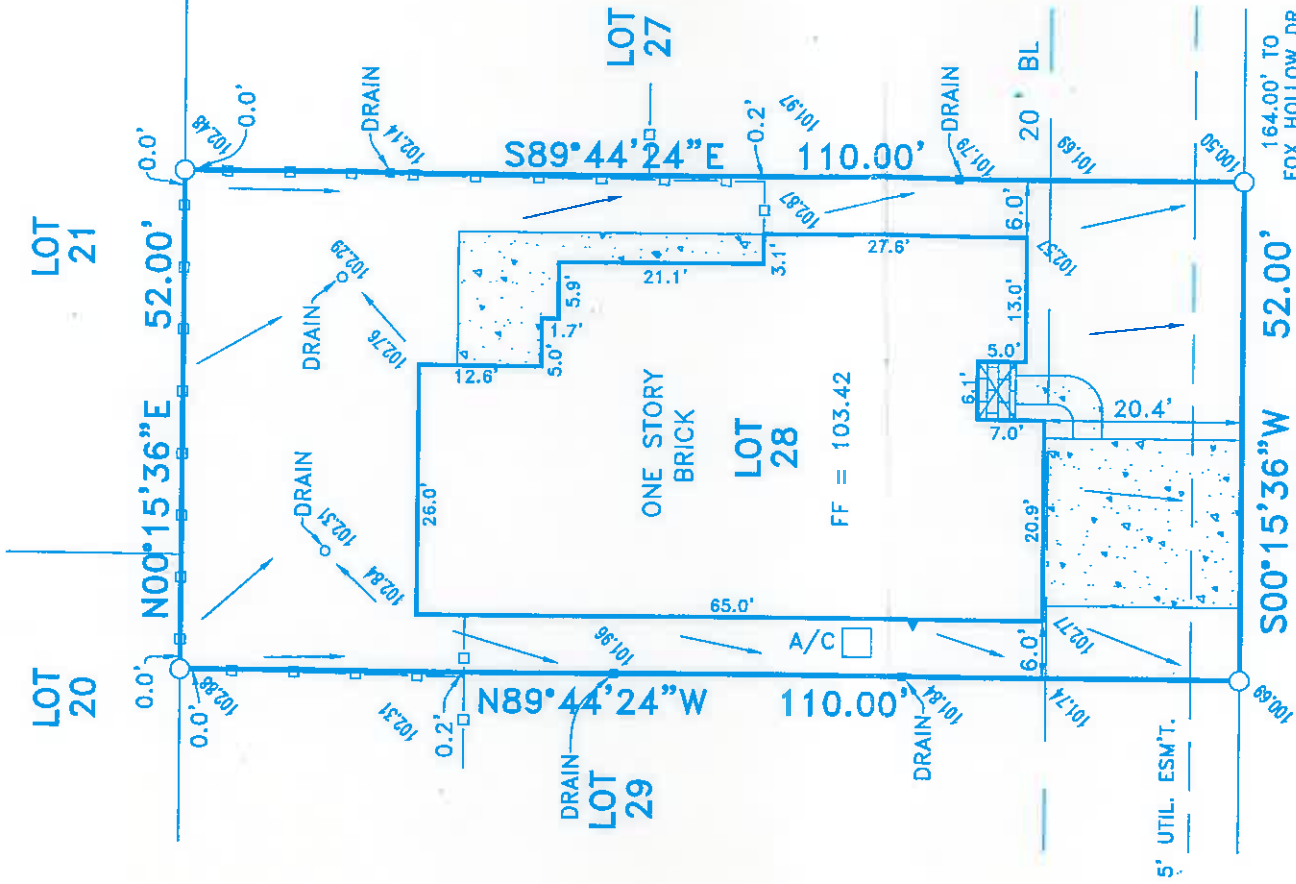 LOT
21
LOT
20
LOT
27
0.0'
0.0'
102.48
N00°15'36"E 52.00'
0.0'
0.0'
102.88
DRAIN
102.14
DRAIN
102.29
102.76
DRAIN
102.31
102.84
102.31
0.2'
S89°44'24"E 110.00'
0.2'
101.97
102.87
DRAIN
101.79
20 BL
101.69
100.50
164.00' TO
FOX HOLLOW DR
12.6'
5.0'
1.7'
5.9'
21.1'
3.1'
27.6'
6.0'
102.57
13.0'
5.0'
6.1'
7.0'
20.4'
26.0'
ONE STORY
BRICK
LOT
28
FF = 103.42
65.0'
20.9'
A/C
6.0'
102.77
101.96
N89°44'24"W 110.00'
DRAIN
LOT
29
101.84
DRAIN
101.74
100.69
5' UTIL. ESM'T.
S00°15'36"W 52.00'